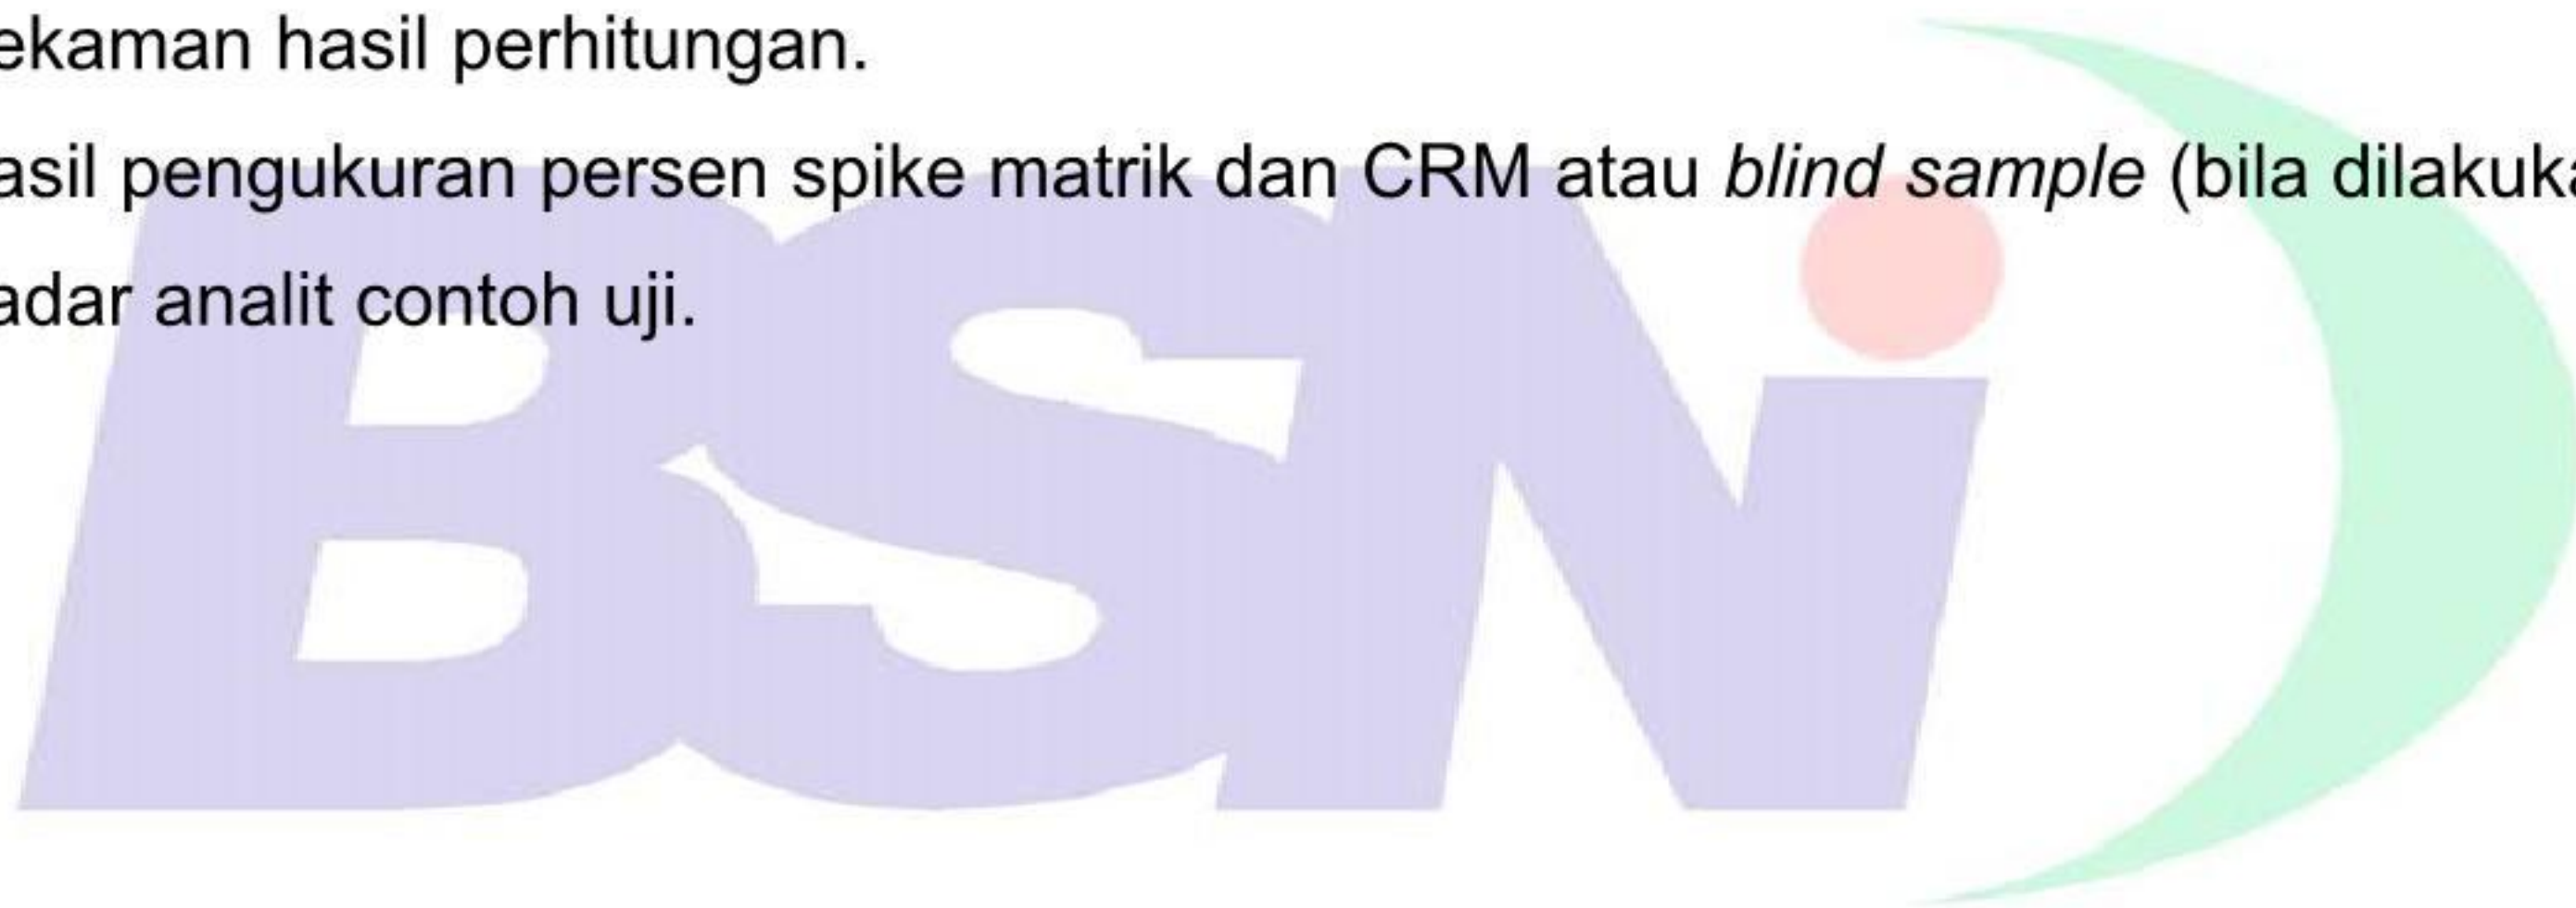 ekaman hasil perhitungan.
asil pengukuran persen spike matrik dan CRM atau blind sample (bila dilakuka
adar analit contoh uji.
BSNi